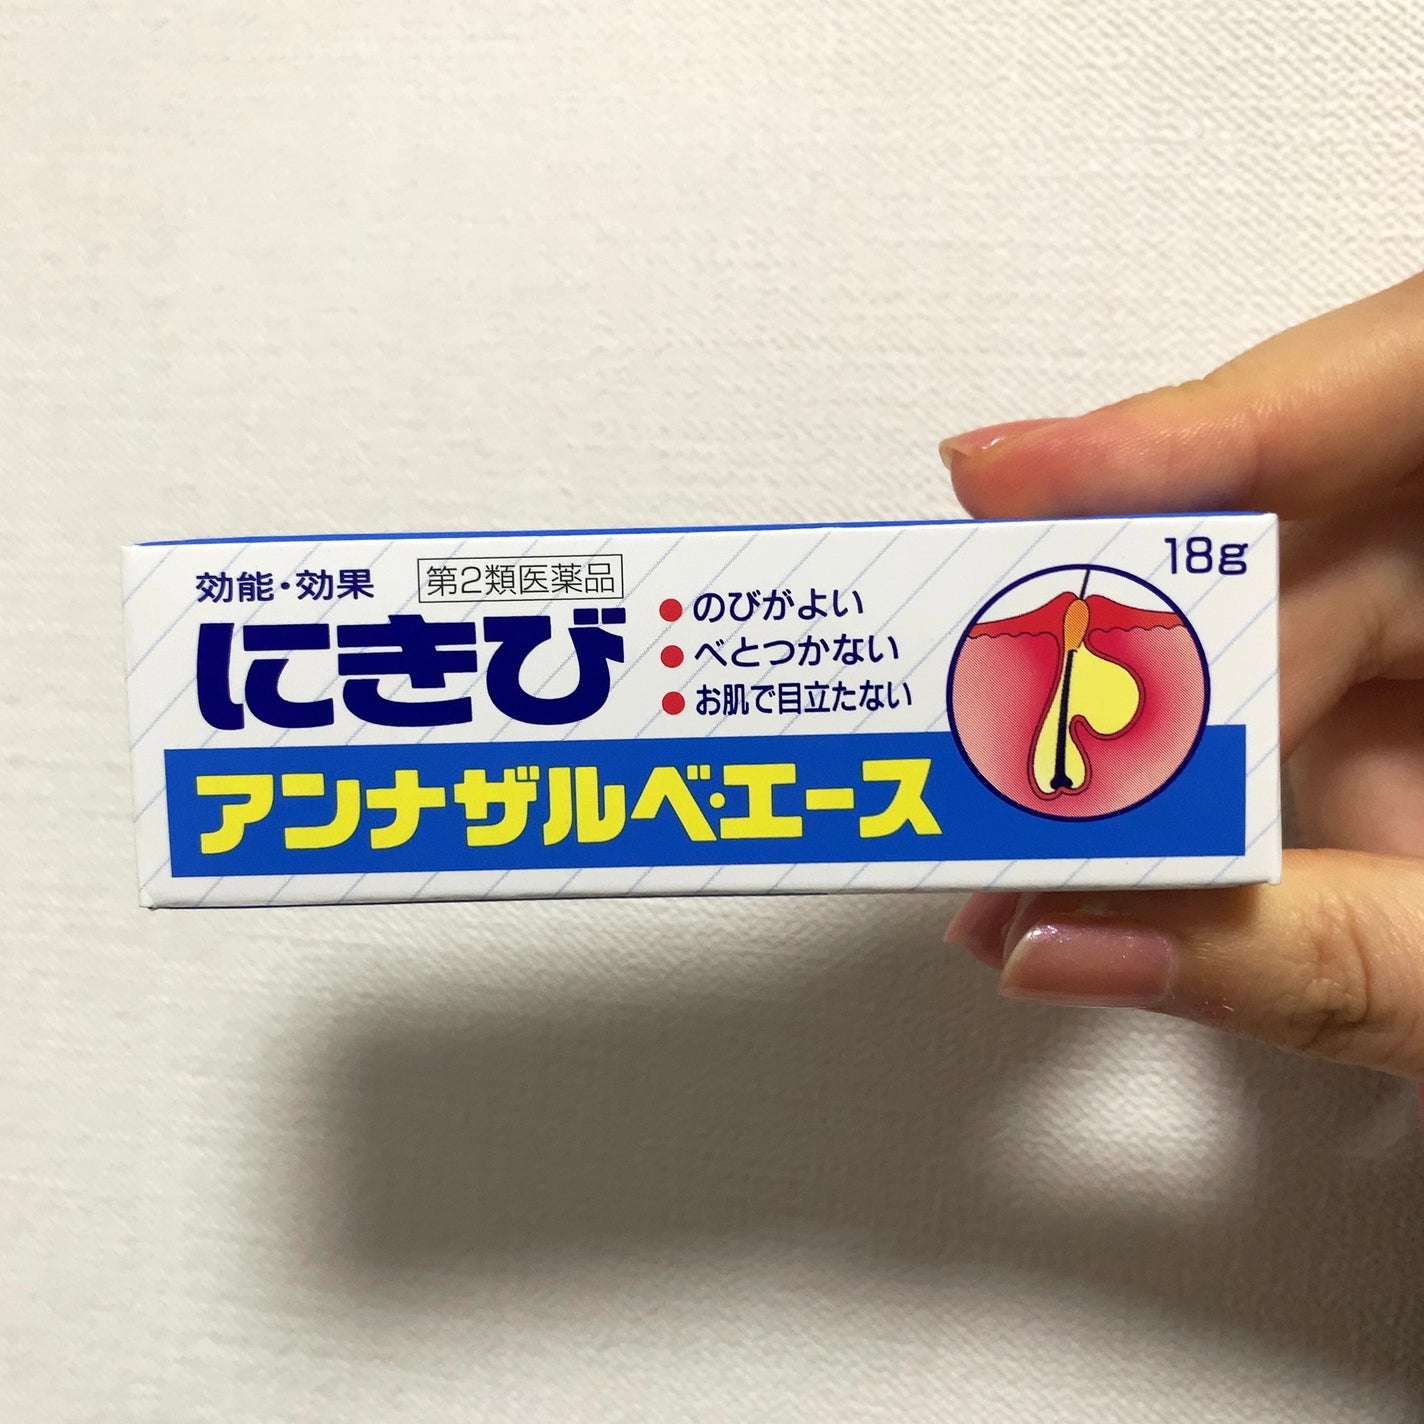 効能・効果
第2類医薬品
にきび
のびがよい
べとつかない
お肌で目立たない
18g
アンナザルベ・エース